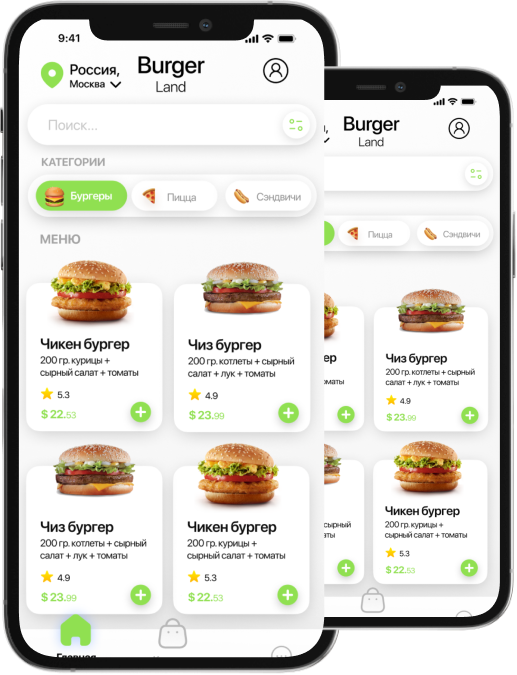 9:41
Россия,
Москва
Burger
Land
Поиск...
КАТЕГОРИИ
Бургеры
Пицца
Сэндвичи
МЕНЮ
Чикен бургер
200 гр. курицы +
сырный салат + томаты
5.3
$ 22.53
Чиз бургер
200 гр. котлеты + сырный
салат + лук + томаты
4.9
$ 23.99
Чиз бургер
200 гр. котлеты + сырный
салат + лук + томаты
4.9
$ 23.99
Чикен бургер
200 гр. курицы +
сырный салат + томаты
5.3
$ 22.53
Главная
Burger
Land
Пицца
Сэндвичи
Чиз бургер
200 гр. котлеты + сырный
салат + лук + томаты
4.9
$ 23.99
Чикен бургер
200 гр. курицы +
сырный салат + томаты
5.3
$ 22.53